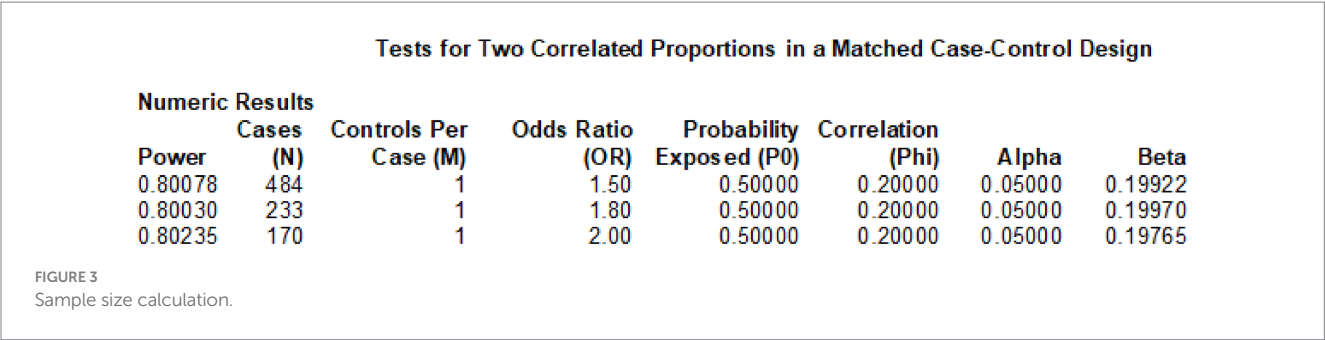 Tests for Two Correlated Proportions in a Matched Case-Control Design
Numeric Results
Cases Controls Per Odds Ratio Probability Correlation
Power (N) Case (M) (OR) Exposed (P0) (Phi) Alpha Beta
0.80078 484 1 1.50 0.50000 0.20000 0.05000 0.19922
0.80030 233 1 1.80 0.50000 0.20000 0.05000 0.19970
0.80235 170 1 2.00 0.50000 0.20000 0.05000 0.19765
FIGURE 3
Sample size calculation.